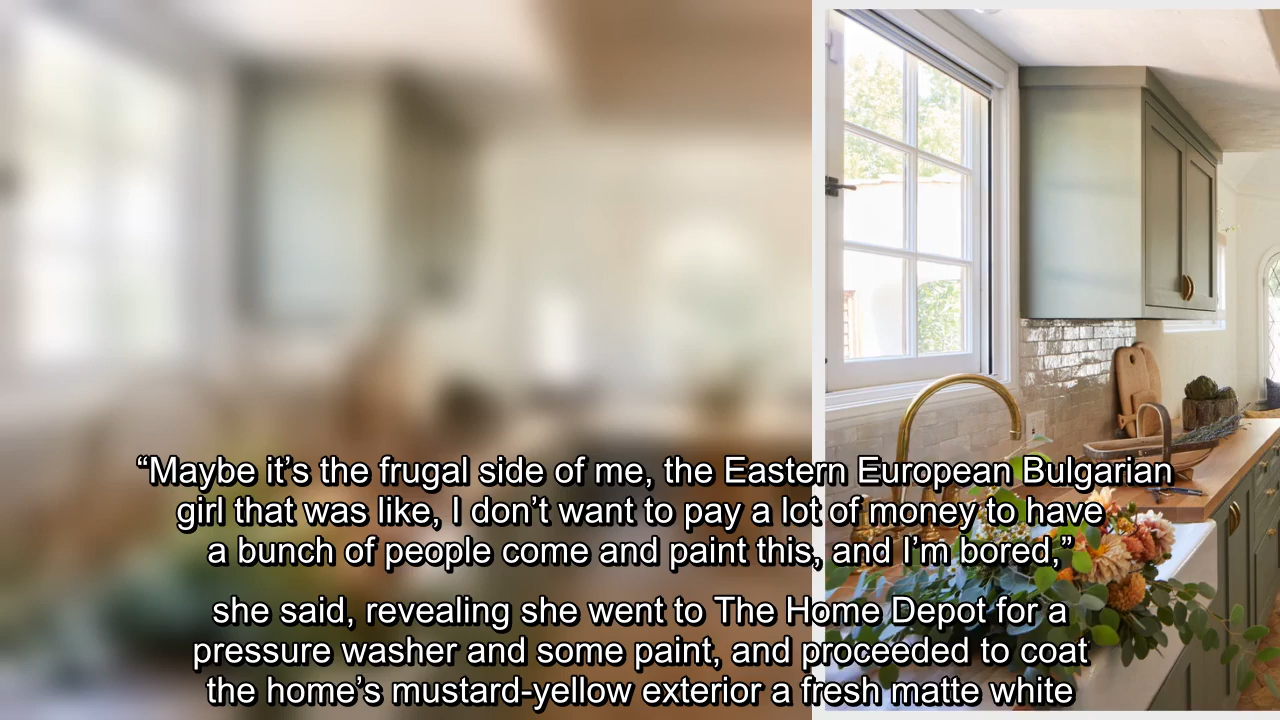 “Maybe it’s the frugal side of me, the Eastern European Bulgarian
girl that was like, I don’t want to pay a lot of money to have
a bunch of people come and paint this, and I’m bored,”
she said, revealing she went to The Home Depot for a
pressure washer and some paint, and proceeded to coat
the home’s mustard-yellow exterior a fresh matte white